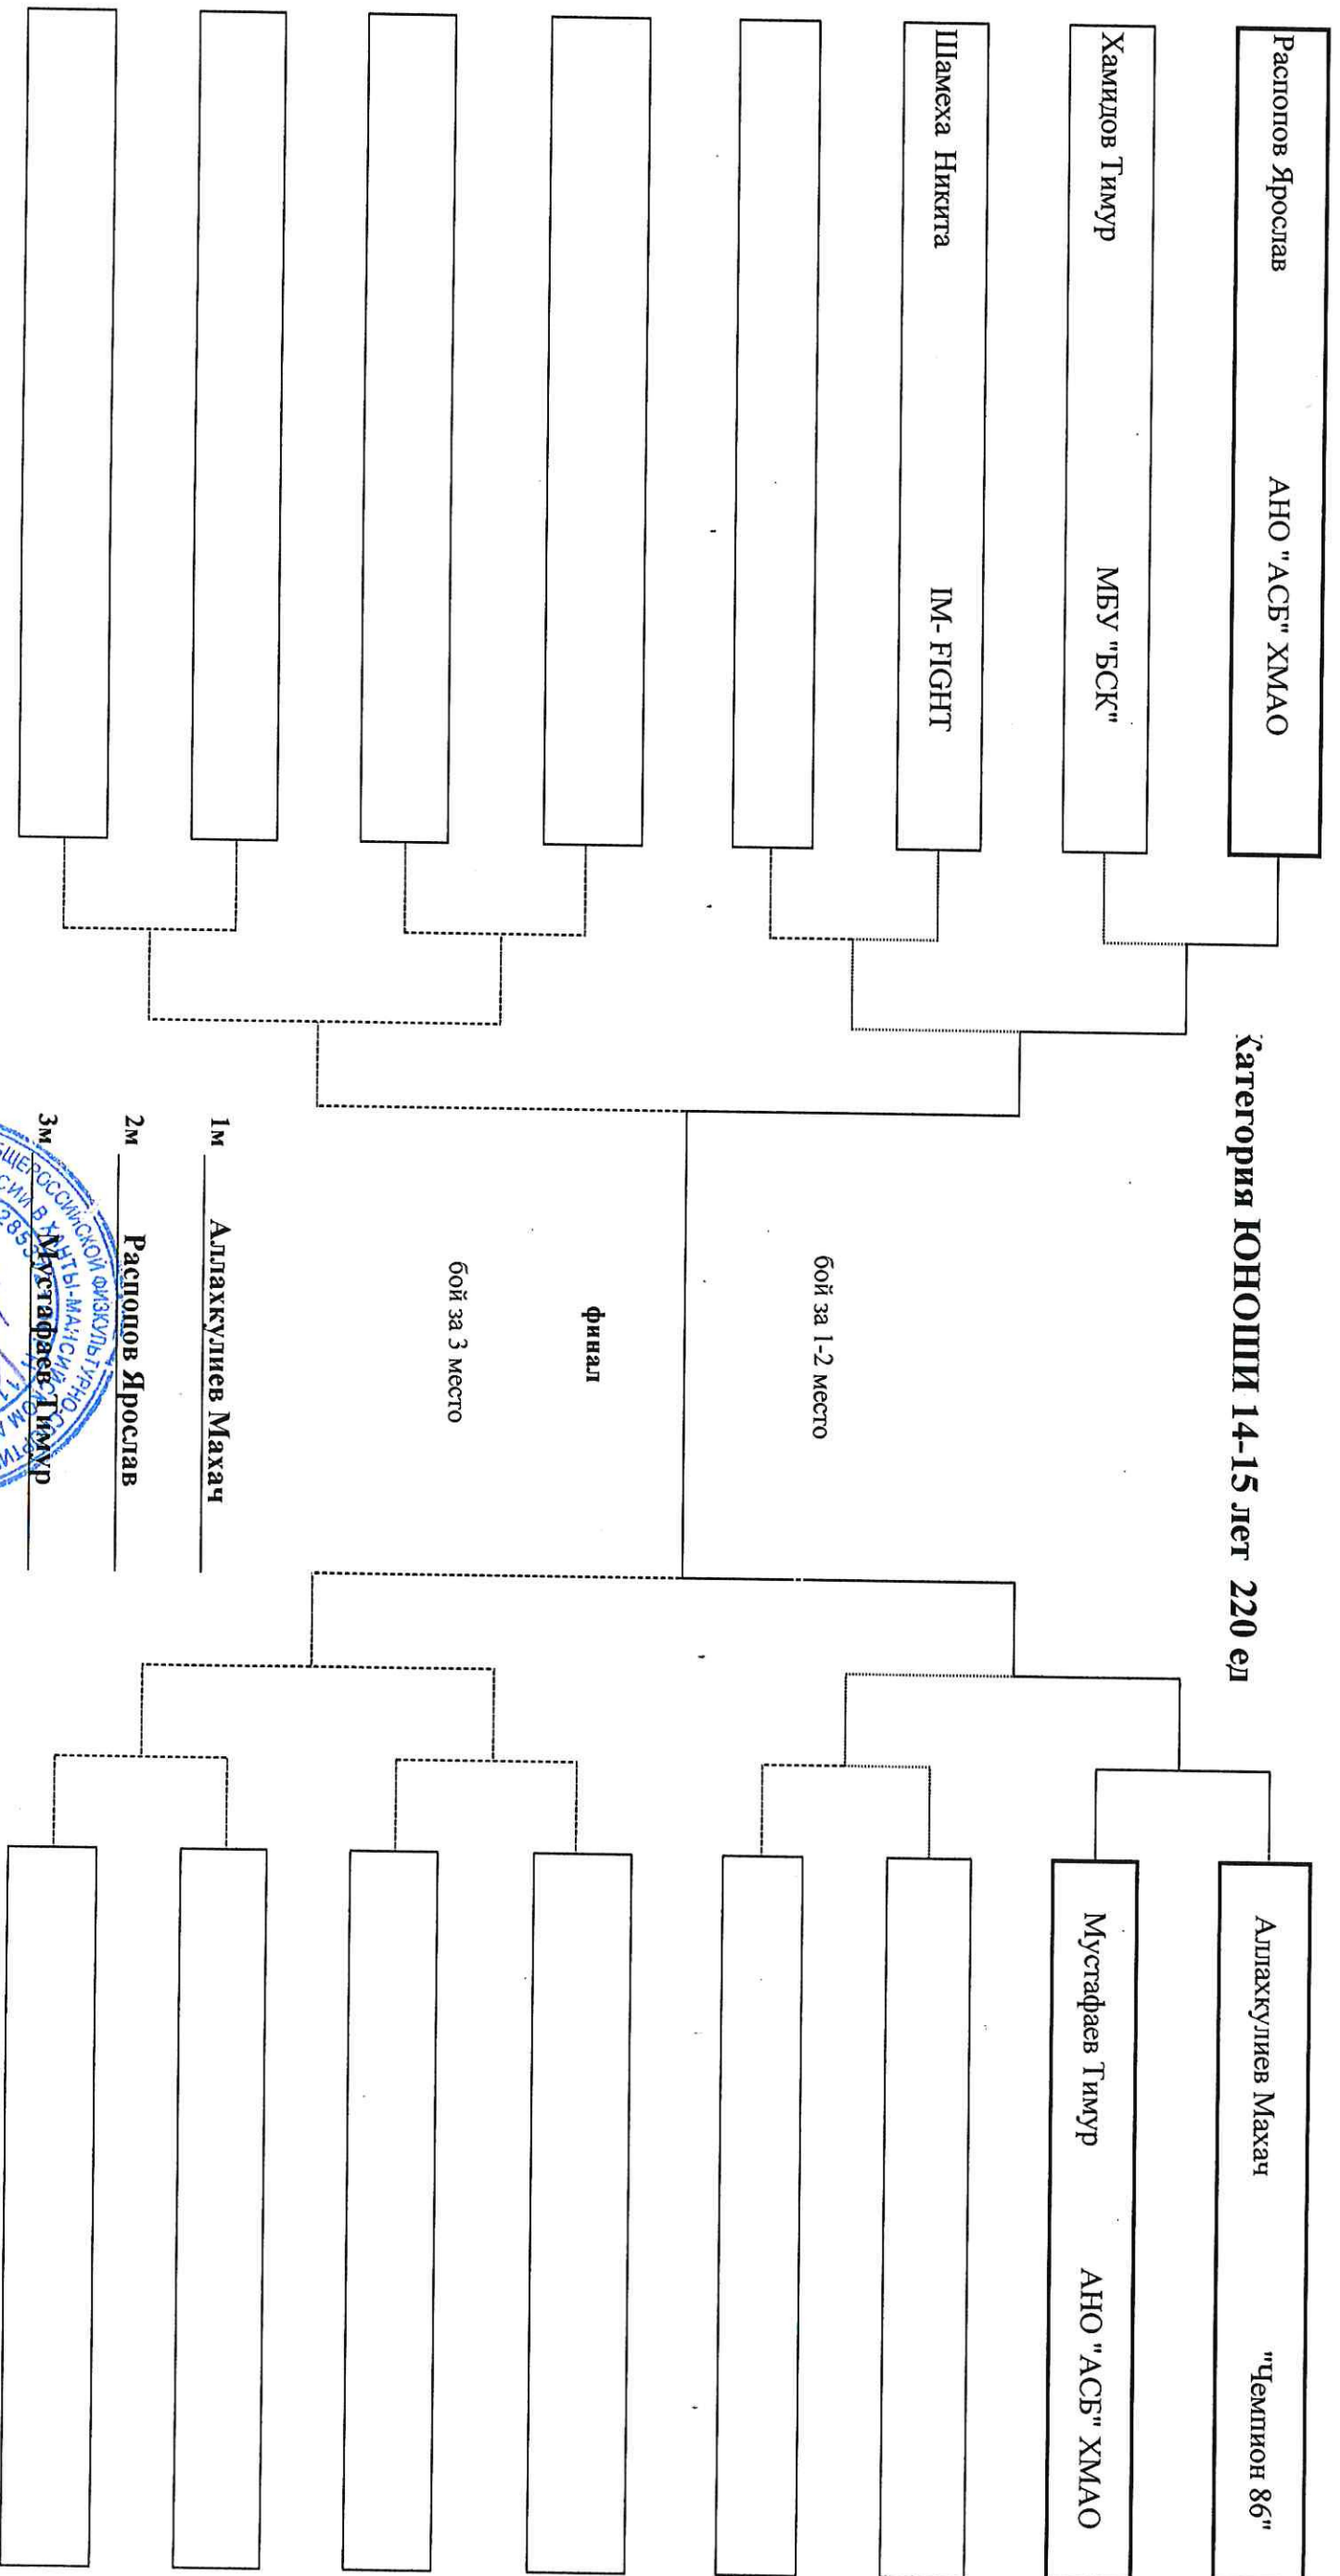 Категория ЮНОШИ 14-15 лет 220 ед
Распопов Ярослав АНО "АСБ" ХМАО
Хамидов Тимур МБУ "БСК"
Шамеха Никита IM- FIGHT
Аллахкулиев Махач "Чемпион 86"
Мустафаев Тимур АНО "АСБ" ХМАО
бой за 1-2 место
финал
бой за 3 место
1м Аллахкулиев Махач
2м Распопов Ярослав
3м Мустафаев Тимур